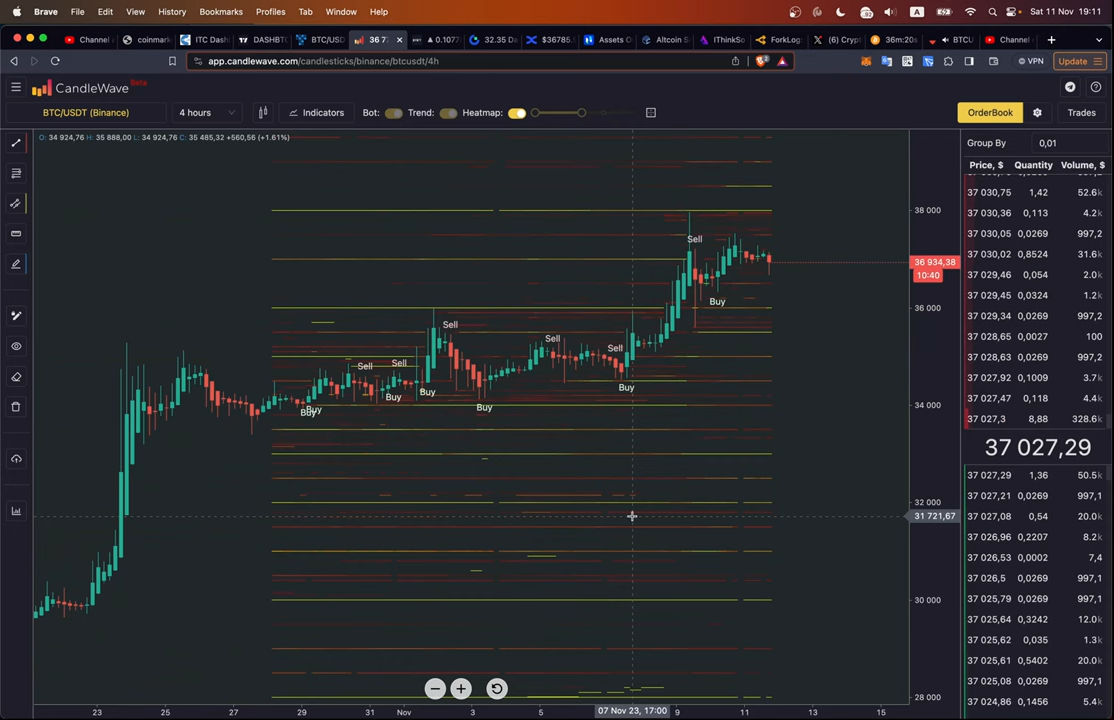 Brave File Edit View History Bookmarks Profiles Tab Window Help A Sat 11 Nov 19:11
Channel coinmark ITC Dash TT DASHBTC BTC/USD 36 77 0.1077 32.35 Da $36785. Assets O Altcoin S IThinkSo ForkLog (6) Cryp 36m:20s BTCU Channel
app.candlewave.com/candlesticks/binance/btcusdt/4h VPN Update
CandleWave Beta
BTC/USDT (Binance) 4 hours Indicators Bot: Trend: Heatmap: OrderBook Trades
O: 34 924,76 H: 35 888,00 L: 34 924,76 C: 35 485,32 +560,56 (+1.61%)
Group By 0,01
Price, $ Quantity Volume, $
37 030,75 1,42 52.6k
37 030,36 0,113 4.2k
37 030,05 0,0269 997,2
37 030,02 0,8524 31.6k
37 029,46 0,054 2.0k
37 029,45 0,0324 1.2k
37 029,34 0,0269 997,2
37 028,65 0,0027 100
37 028,63 0,0269 997,2
37 027,92 0,1009 3.7k
37 027,47 0,118 4.4k
37 027,3 8,88 328.6k
37 027,29
37 027,29 1,36 50.5k
37 027,21 0,0269 997,1
37 027,08 0,54 20.0k
37 026,96 0,2207 8.2k
37 026,53 0,0002 7,4
37 026,5 0,0269 997,1
37 025,79 0,0269 997,1
37 025,64 0,3242 12.0k
37 025,62 0,035 1.3k
37 025,61 0,5402 20.0k
37 025,08 0,0269 997,1
37 024,86 0,1456 5.4k
38 000
36 934,38
10:40
36 000
34 000
32 000
31 721,67
30 000
28 000
Sell
Buy
Sell
Sell
Sell
Sell
Sell
Buy
Buy
Buy
Buy
Buy
Buy
23 25 27 29 31 Nov 3 5 07 Nov 23, 17:00 9 11 13 15